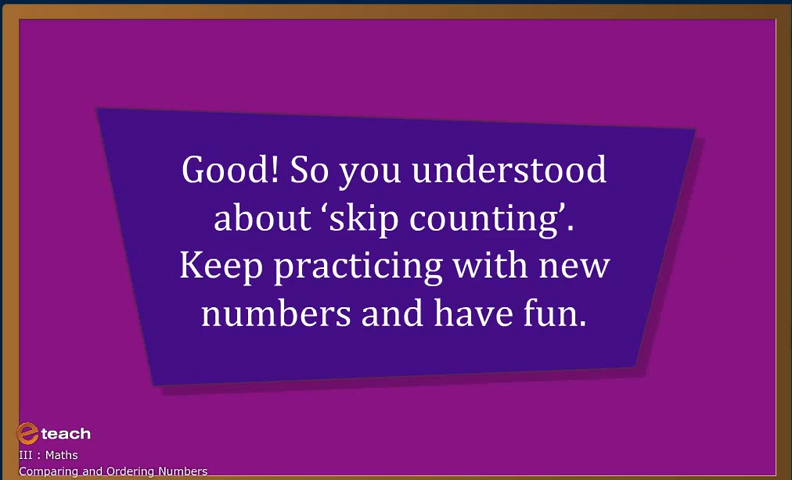 Good! So you understood
about ‘skip counting’.
Keep practicing with new
numbers and have fun.
e teach
III : Maths
Comparing and Ordering Numbers